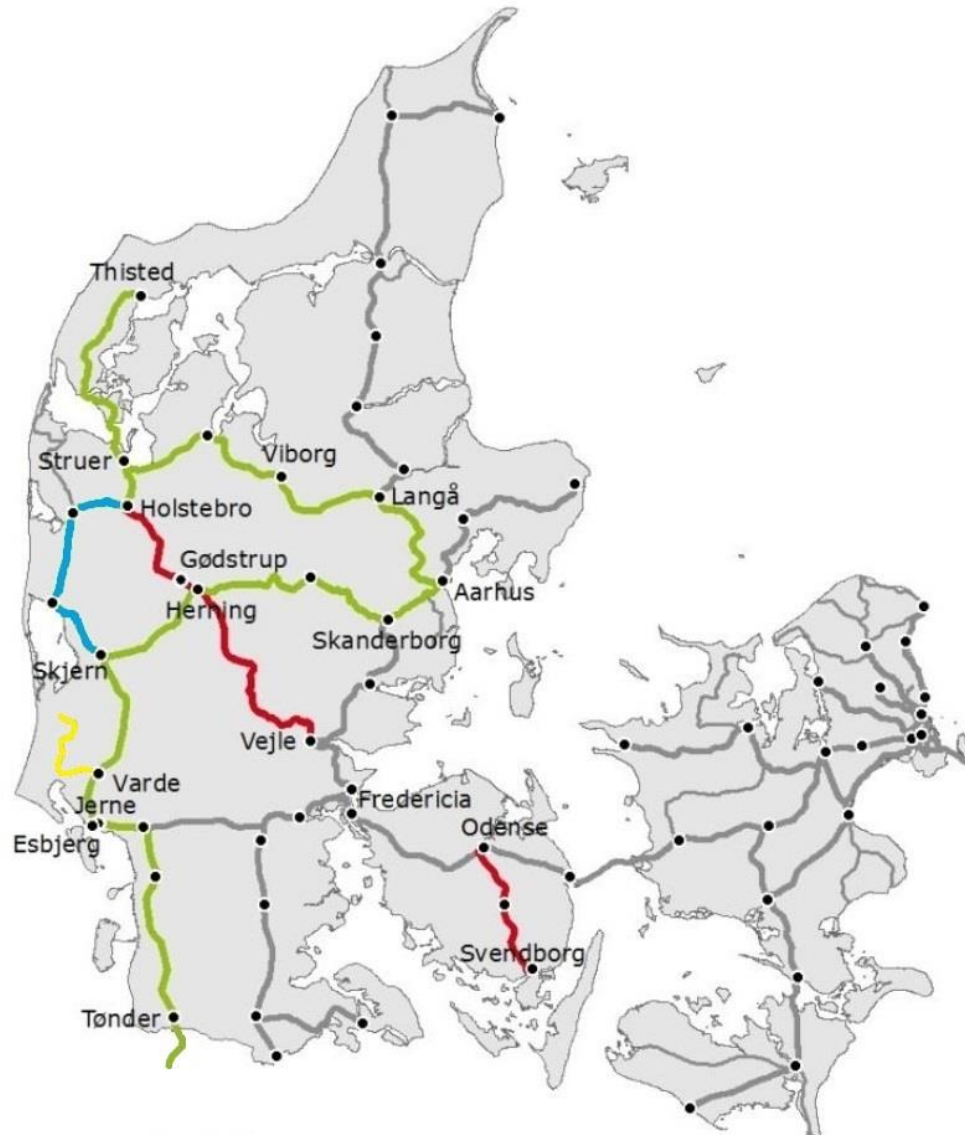 Thisted
Struer
Viborg
Holstebro
Langå
Gødstrup
Herning
Aarhus
Skanderborg
Skjern
Vejle
Varde
Jerne
Esbjerg
Fredericia
Odense
Svendborg
Tønder